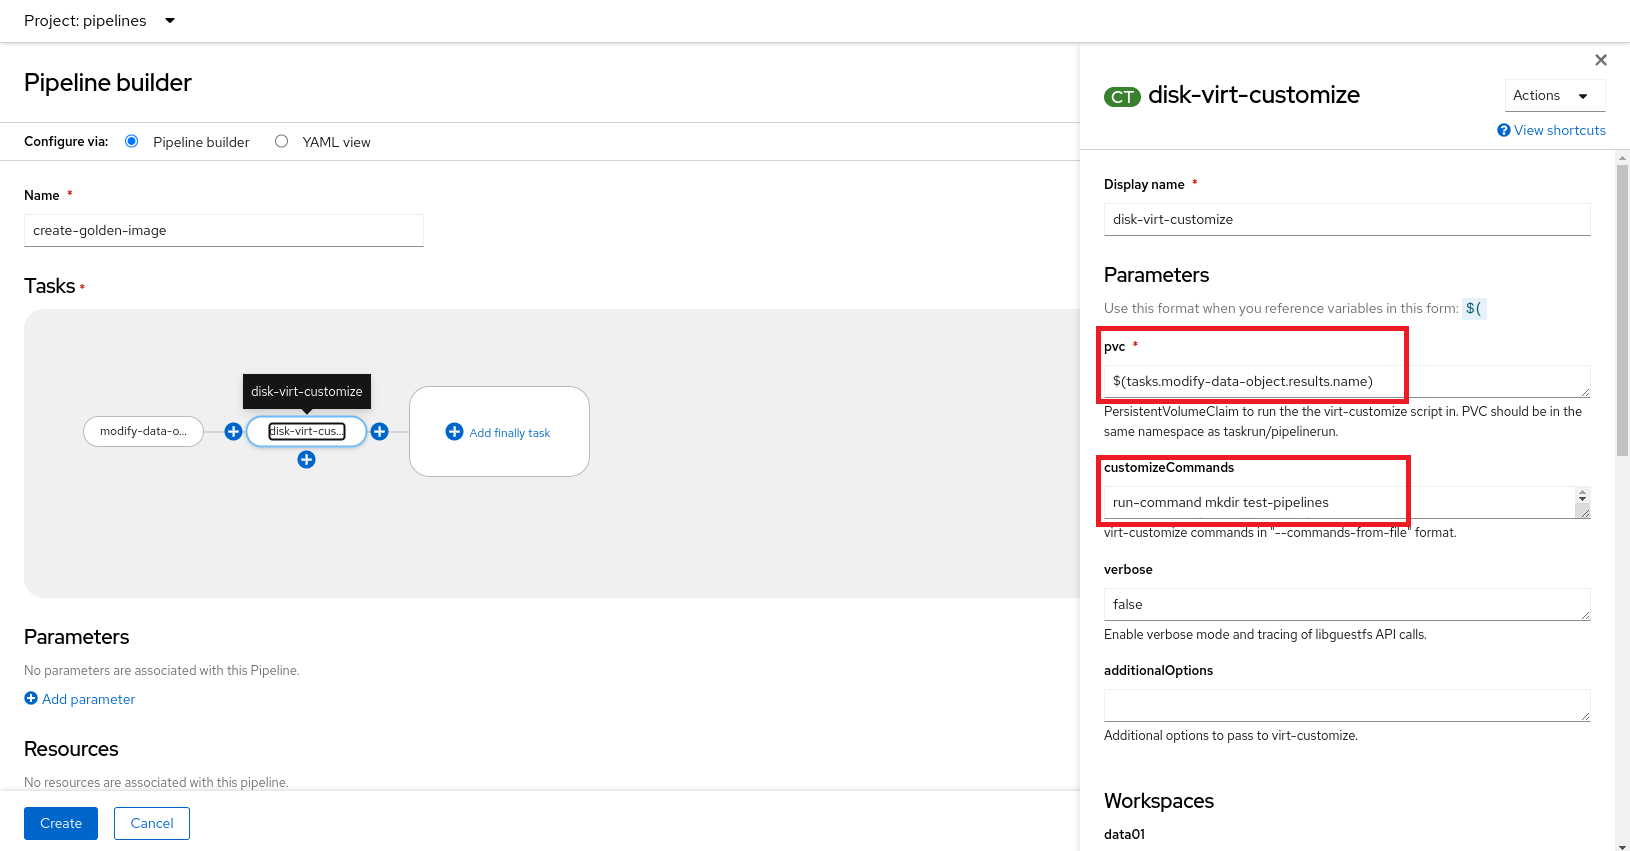 Project: pipelines
Pipeline builder
Configure via: Pipeline builder YAML view
Name *
create-golden-image
Tasks *
disk-virt-customize
modify-data-o...
disk-virt-cus...
Add finally task
Parameters
No parameters are associated with this Pipeline.
Add parameter
Resources
No resources are associated with this pipeline.
Create Cancel
CT disk-virt-customize
Actions
View shortcuts
Display name *
disk-virt-customize
Parameters
Use this format when you reference variables in this form: $(
pvc *
$(tasks.modify-data-object.results.name)
PersistentVolumeClaim to run the the virt-customize script in. PVC should be in the
same namespace as taskrun/pipelinerun.
customizeCommands
run-command mkdir test-pipelines
virt-customize commands in "--commands-from-file" format.
verbose
false
Enable verbose mode and tracing of libguestfs API calls.
additionalOptions
Additional options to pass to virt-customize.
Workspaces
data01